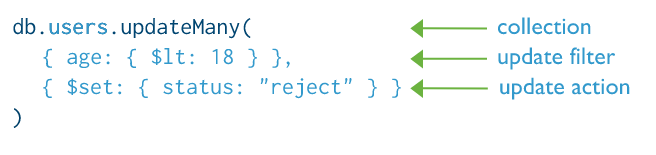 db.users.updateMany( collection
{ age: { $lt: 18 } }, update filter
{ $set: { status: "reject" } } update action
)